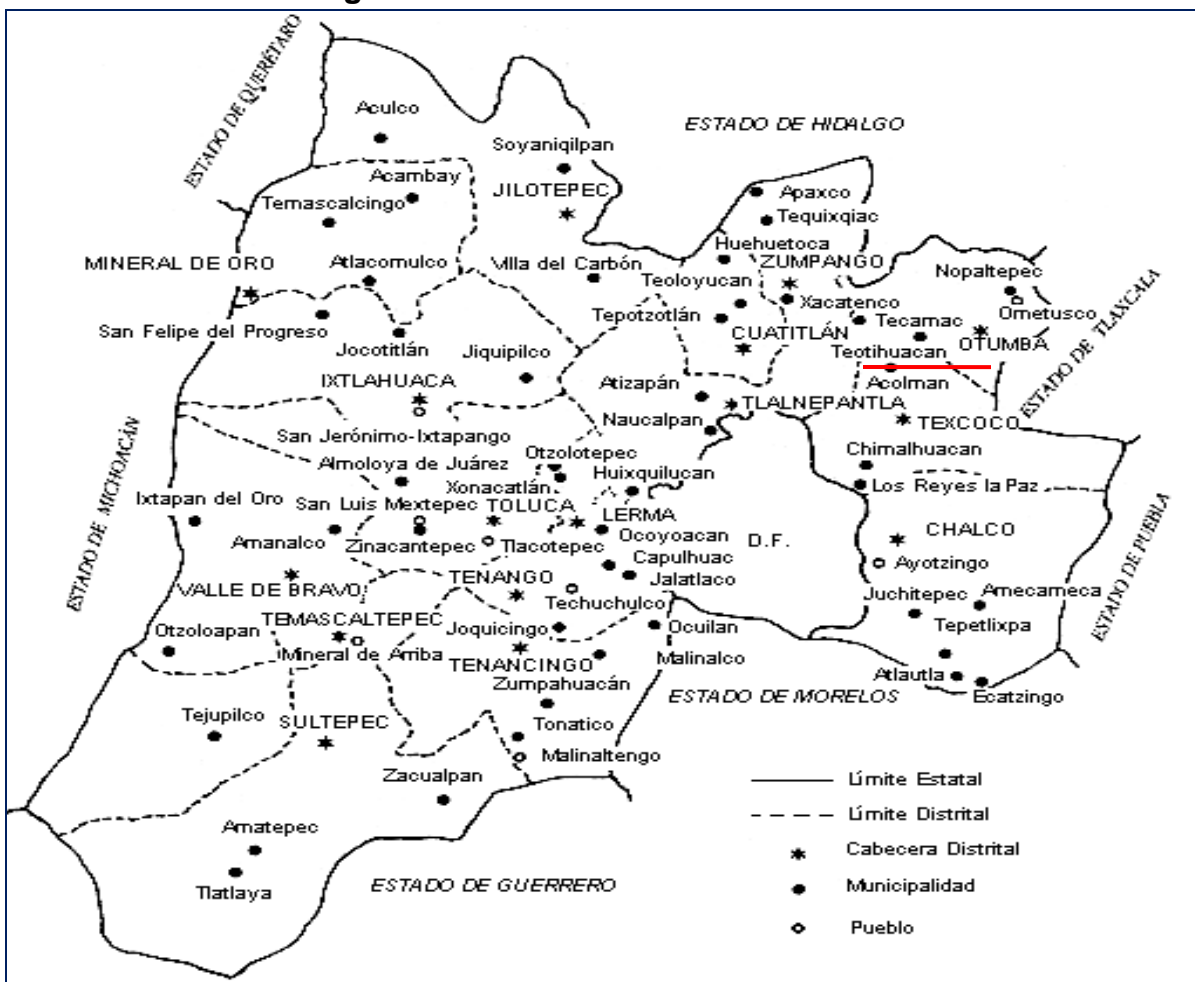 ESTADO DE QUERÉTARO
Aculco
ESTADO DE HIDALGO
Soyaniqilpan
Acambay
JILOTEPEC
Apaxco
Temascalcingo
Tequixqiac
Huehuetoca
MINERAL DE ORO
Atlacomulco
Villa del Carbón
ZUMPANGO
Nopaltepec
Teoloyucan
Xacatenco
Ometusco
San Felipe del Progreso
Tepotzotlán
Tecamac
ESTADO DE TLAXCALA
Jocotitlán
Jiquipilco
CUATITLÁN
OTUMBA
Teotihuacan
IXTLAHUACA
Atizapán
Acolman
TLALNEPANTLA
Naucalpan
TEXCOCO
San Jerónimo-Ixtapango
Otzolotepec
Chimalhuacan
Almoloya de Juárez
Huixquilucan
ESTADO DE MICHOACÁN
Ixtapan del Oro
Xonacatlán
Los Reyes la Paz
San Luis Mextepec
TOLUCA
LERMA
CHALCO
ESTADO DE PUEBLA
Amanalco
Zinacantepec
Tlacotepec
Ocoyoacan
D.F.
Capulhuac
Ayotzingo
VALLE DE BRAVO
TENANGO
Jalatlaco
Techuchulco
Juchitepec
Amecameca
TEMASCALTEPEC
Otzoloapan
Joquicingo
Ocuilan
Tepetlixpa
Mineral de Arriba
TENANCINGO
Malinalco
Atlautla
Zumpahuacán
ESTADO DE MORELOS
Ecatzingo
Tejupilco
SULTEPEC
Tonatico
Malinaltengo
Zacualpan
Límite Estatal
Límite Distrital
Amatepec
Cabecera Distrital
Tlatlaya
ESTADO DE GUERRERO
Municipalidad
Pueblo